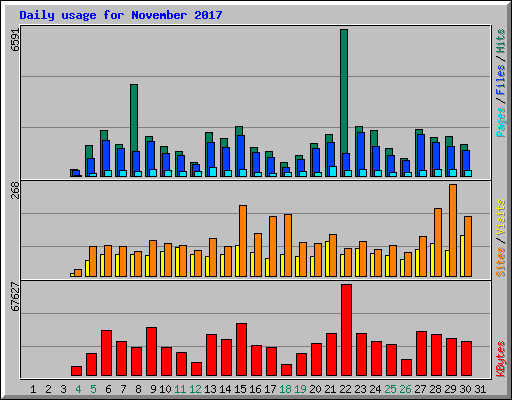 Daily usage for November 2017
6591
Pages / Files / Hits
268
Sites / Visits
67627
KBytes
1 2 3 4 5 6 7 8 9 10 11 12 13 14 15 16 17 18 19 20 21 22 23 24 25 26 27 28 29 30 31